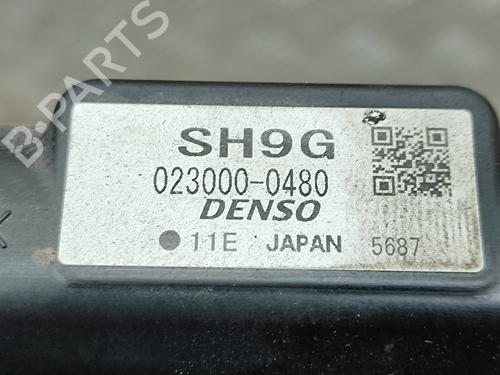 B-PARTS
SH9G
023000-0480
DENSO
● 11E JAPAN 5687